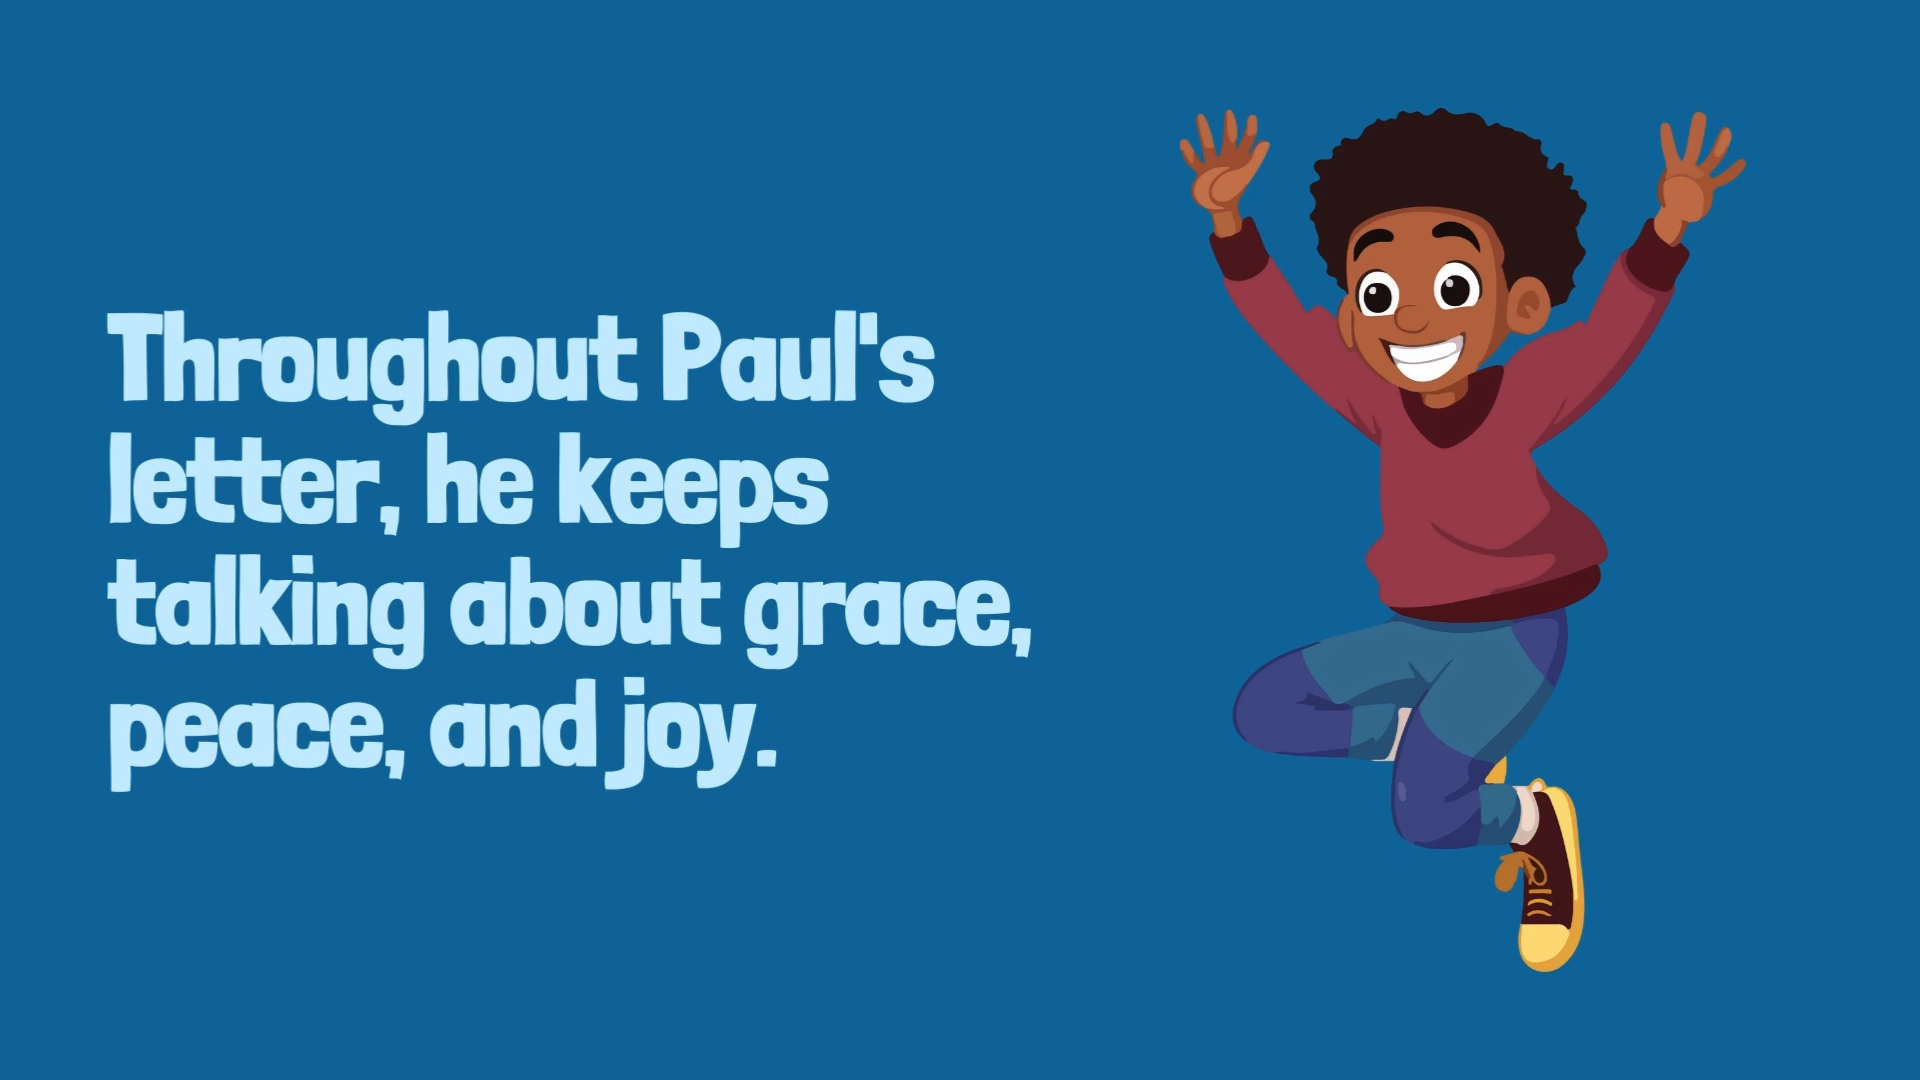 Throughout Paul's
letter, he keeps
talking about grace,
peace, and joy.